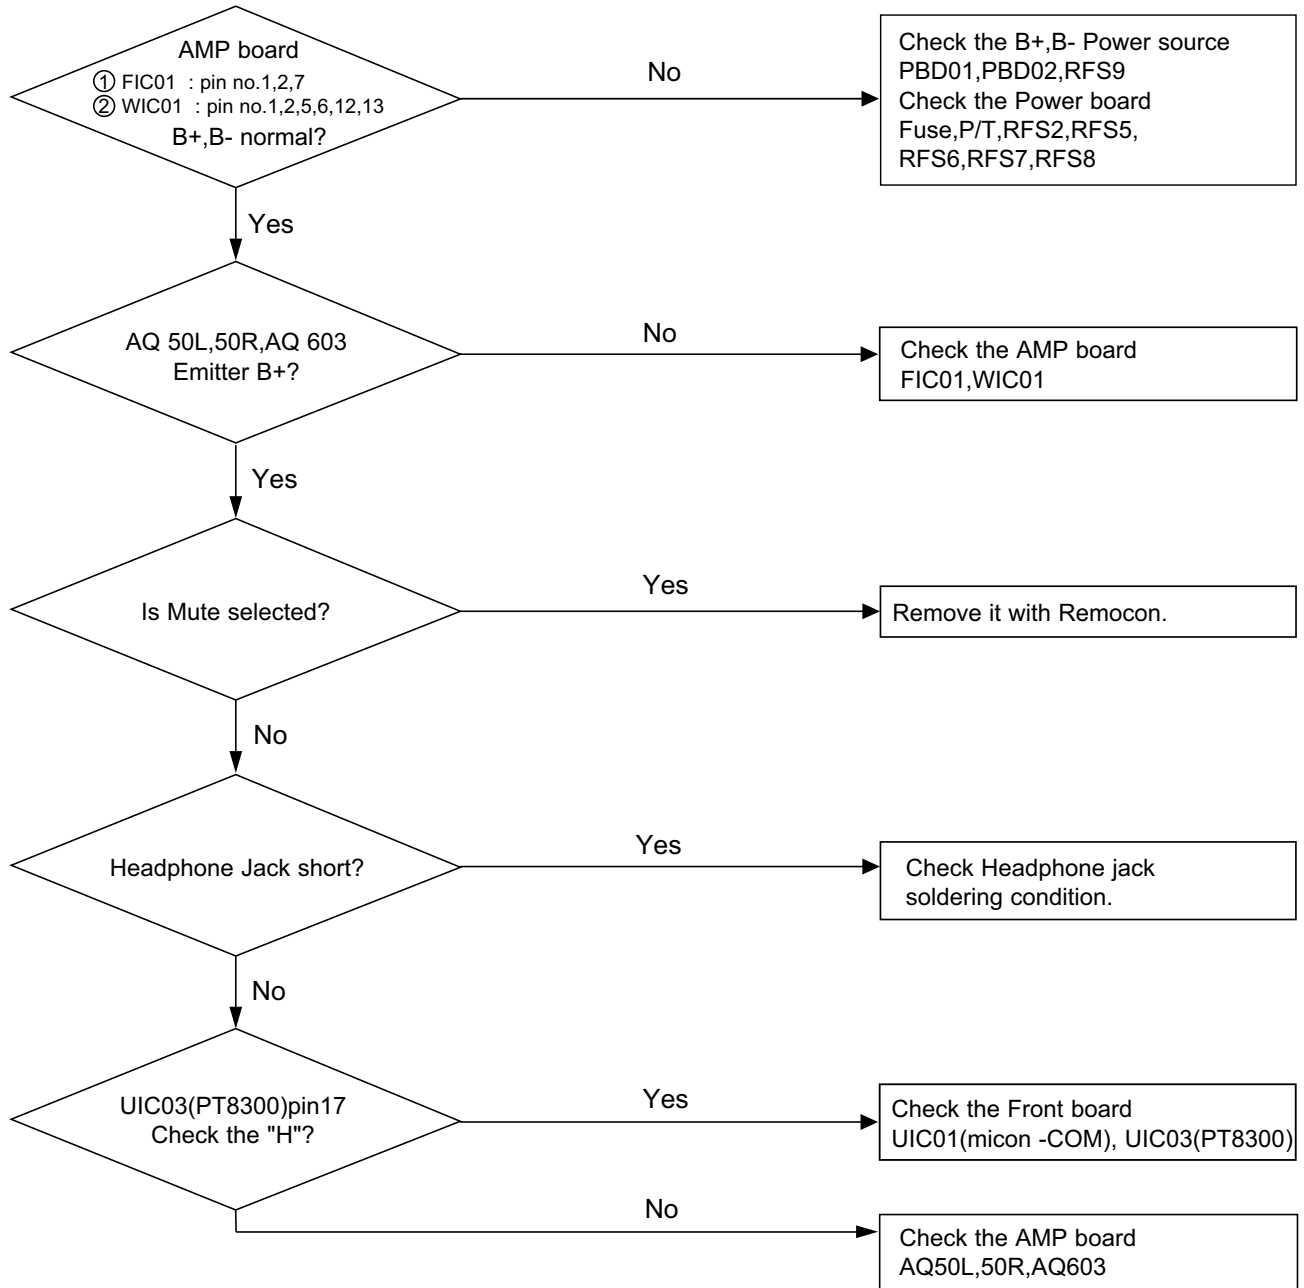 AMP board
① FIC01 : pin no.1,2,7
② WIC01 : pin no.1,2,5,6,12,13
B+,B- normal?
No
Check the B+,B- Power source
PBD01,PBD02,RFS9
Check the Power board
Fuse,P/T,RFS2,RFS5,
RFS6,RFS7,RFS8
Yes
AQ 50L,50R,AQ 603
Emitter B+?
No
Check the AMP board
FIC01,WIC01
Yes
Is Mute selected?
Yes
Remove it with Remocon.
No
Headphone Jack short?
Yes
Check Headphone jack
soldering condition.
No
UIC03(PT8300)pin17
Check the "H"?
Yes
Check the Front board
UIC01(micon -COM), UIC03(PT8300)
No
Check the AMP board
AQ50L,50R,AQ603